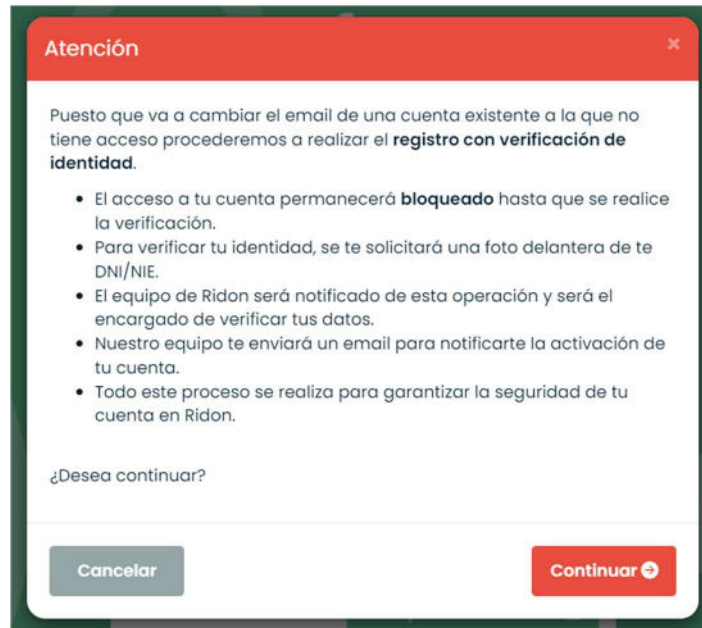 Atención
×
Puesto que va a cambiar el email de una cuenta existente a la que no
tiene acceso procederemos a realizar el registro con verificación de
identidad.
• El acceso a tu cuenta permanecerá bloqueado hasta que se realice
la verificación.
• Para verificar tu identidad, se te solicitará una foto delantera de te
DNI/NIE.
• El equipo de Ridon será notificado de esta operación y será el
encargado de verificar tus datos.
• Nuestro equipo te enviará un email para notificarte la activación de
tu cuenta.
• Todo este proceso se realiza para garantizar la seguridad de tu
cuenta en Ridon.
¿Desea continuar?
Cancelar
Continuar